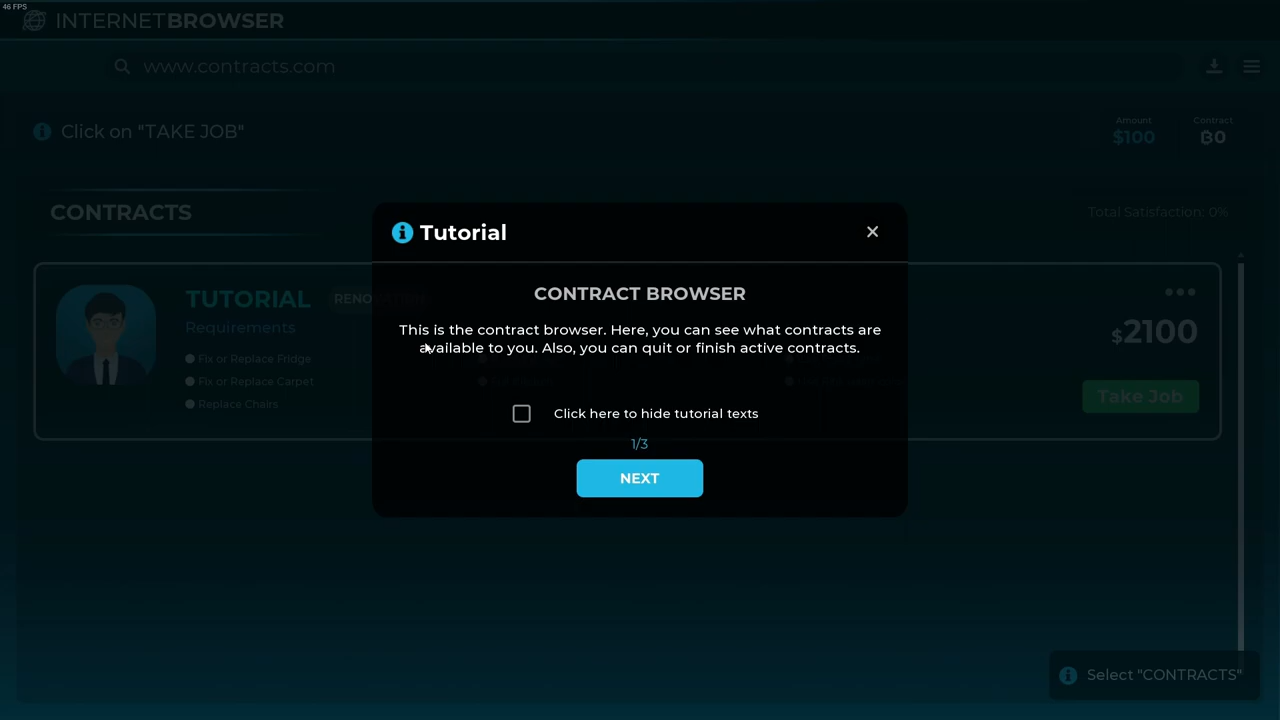 46 FPS
INTERNETBROWSER
www.contracts.com
Click on "TAKE JOB"
Amount
$100
Contract
฿0
CONTRACTS
Total Satisfaction: 0%
Tutorial
CONTRACT BROWSER
This is the contract browser. Here, you can see what contracts are
available to you. Also, you can quit or finish active contracts.
Click here to hide tutorial texts
1/3
NEXT
TUTORIAL
Requirements
Fix or Replace Fridge
Fix or Replace Carpet
Replace Chairs
$2100
Take Job
Select "CONTRACTS"